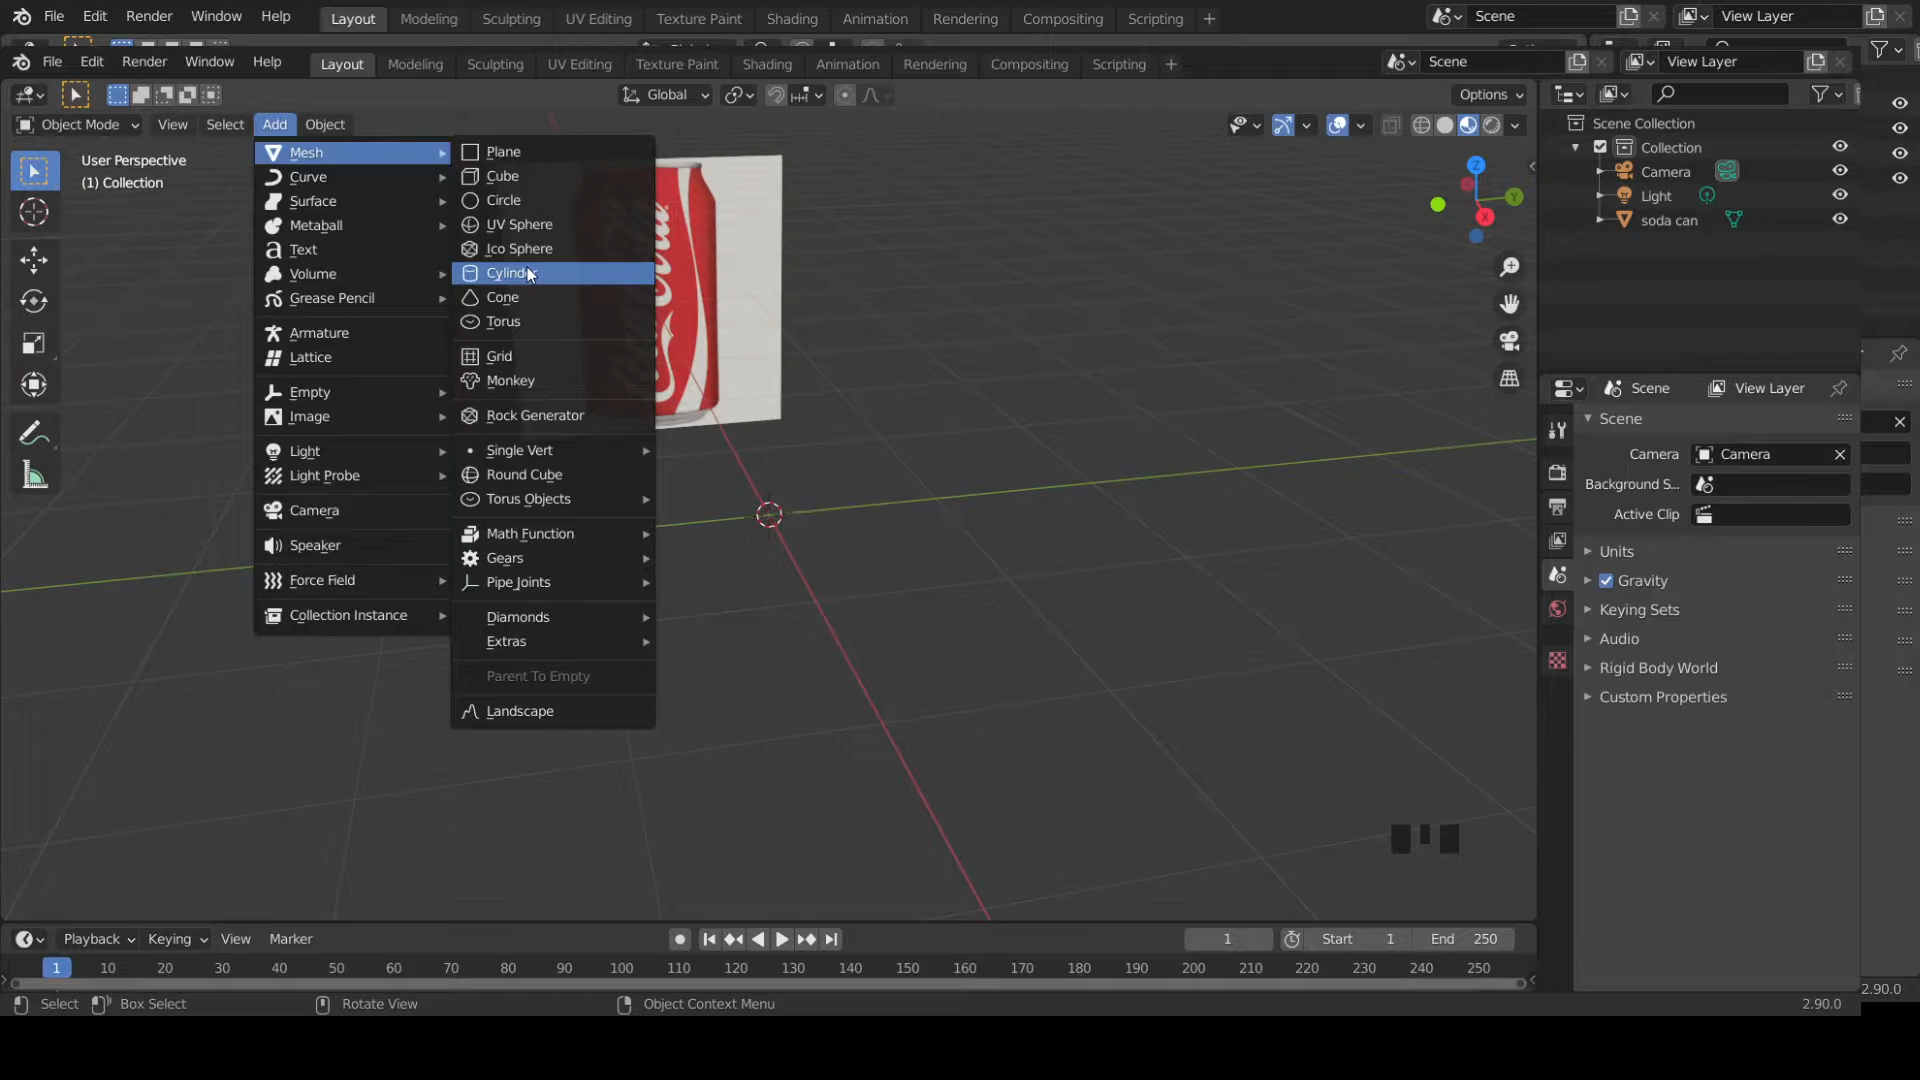 File Edit Render Window Help Layout Modeling Sculpting UV Editing Texture Paint Shading Animation Rendering Compositing Scripting + Scene View Layer
File Edit Render Window Help Layout Modeling Sculpting UV Editing Texture Paint Shading Animation Rendering Compositing Scripting + Scene View Layer
Global Options
Object Mode View Select Add Object
User Perspective
(1) Collection
Mesh
Curve
Surface
Metaball
Text
Volume
Grease Pencil
Armature
Lattice
Empty
Image
Light
Light Probe
Camera
Speaker
Force Field
Collection Instance
Plane
Cube
Circle
UV Sphere
Ico Sphere
Cylinder
Cone
Torus
Grid
Monkey
Rock Generator
Single Vert
Round Cube
Torus Objects
Math Function
Gears
Pipe Joints
Diamonds
Extras
Parent To Empty
Landscape
Z
Y
X
Scene Collection
Collection
Camera
Light
soda can
Scene View Layer
Scene
Camera Camera
Background S...
Active Clip
Units
Gravity
Keying Sets
Audio
Rigid Body World
Custom Properties
Playback Keying View Marker 1 Start 1 End 250
1 10 20 30 40 50 60 70 80 90 100 110 120 130 140 150 160 170 180 190 200 210 220 230 240 250
Select Box Select Rotate View Object Context Menu 2.90.0
2.90.0